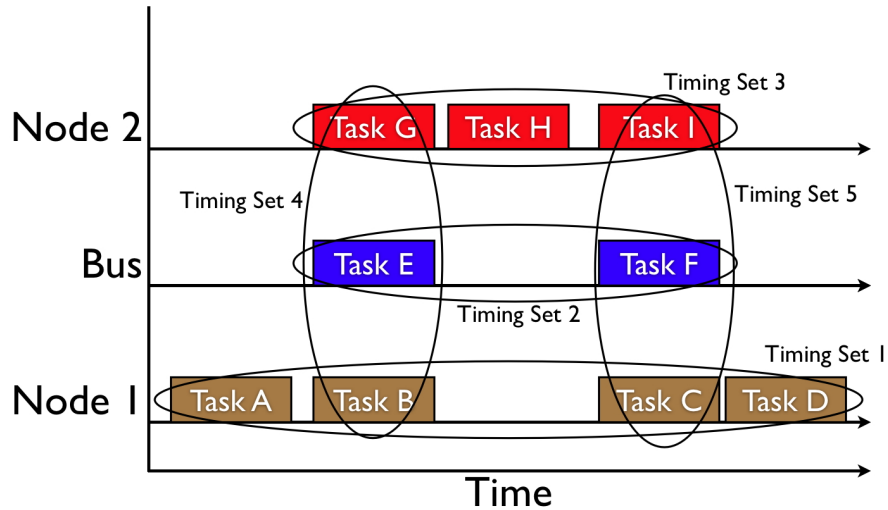 Timing Set 3
Node 2
Task G
Task H
Task I
Timing Set 4
Timing Set 5
Bus
Task E
Task F
Timing Set 2
Timing Set 1
Node 1
Task A
Task B
Task C
Task D
Time